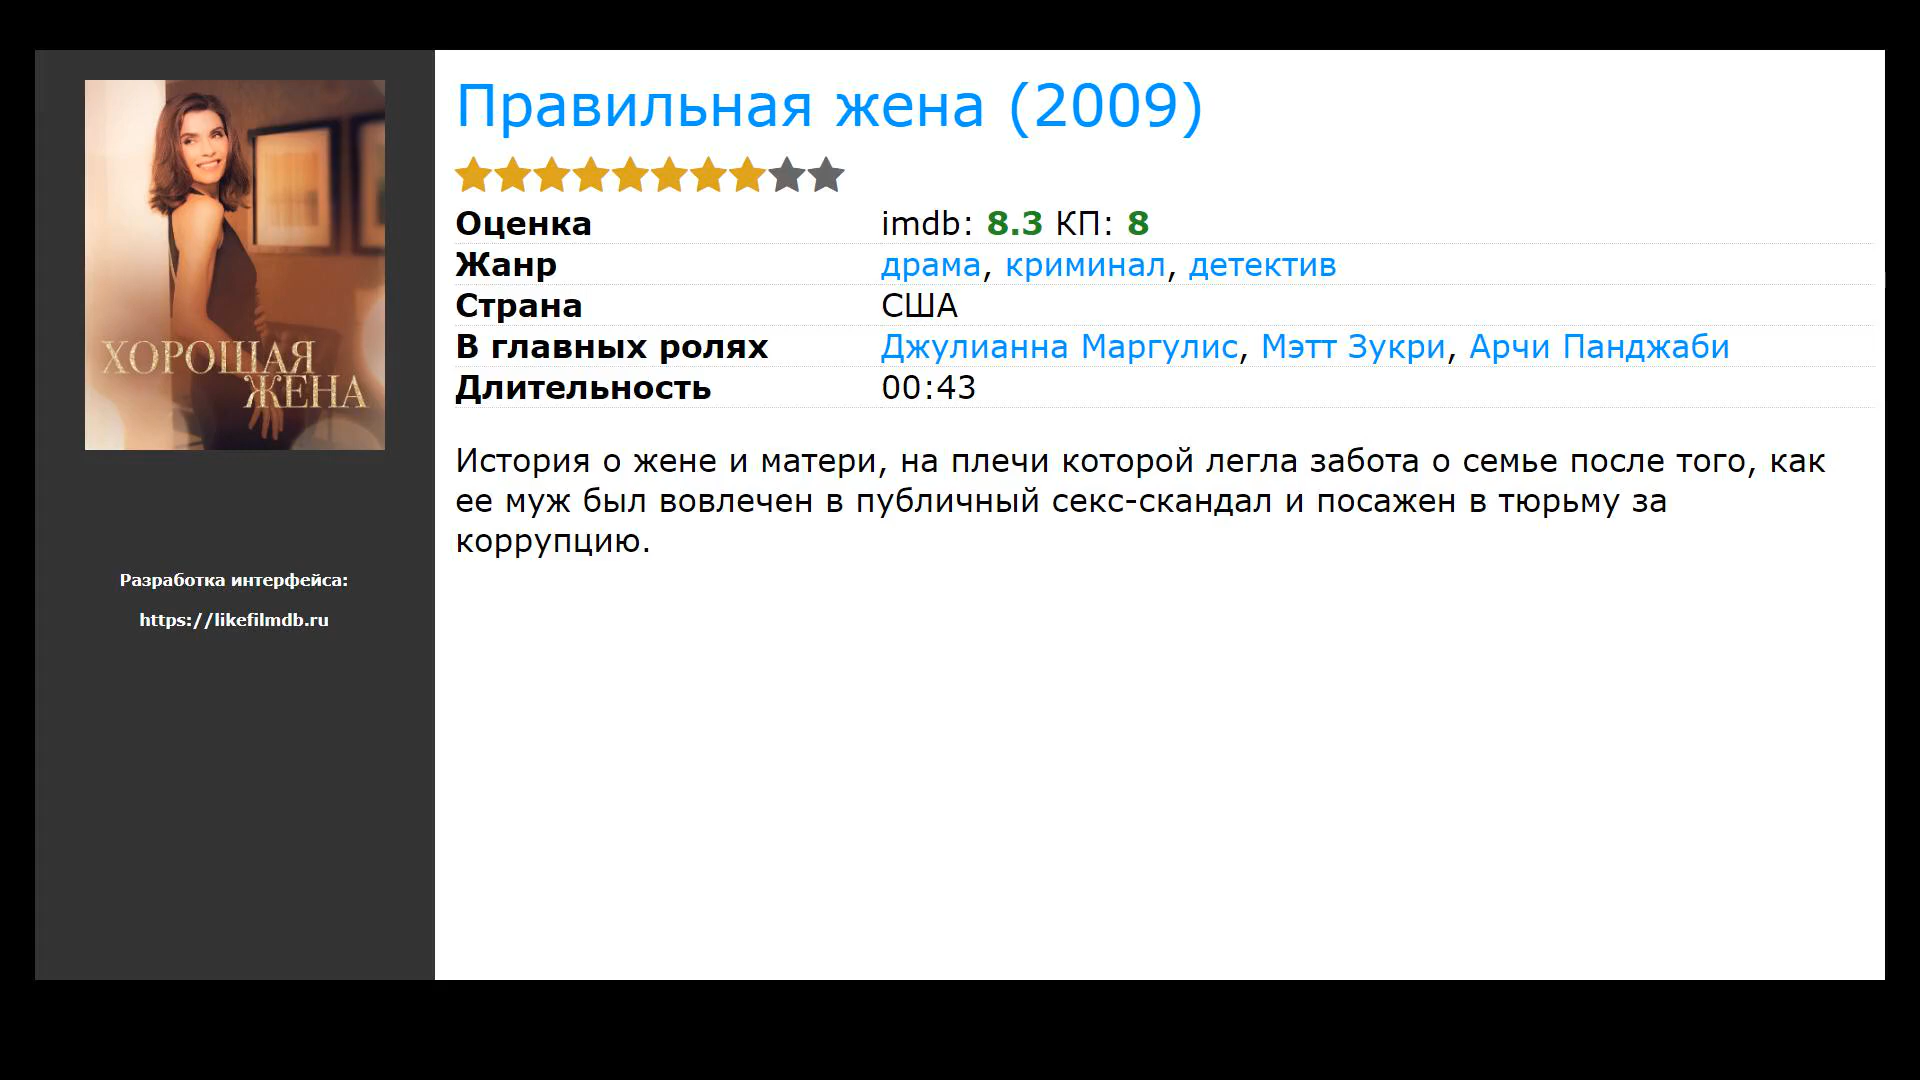 ХОРОШАЯ
ЖЕНА
Разработка интерфейса:
https://likefilmdb.ru
Правильная жена (2009)
Оценка imdb: 8.3 КП: 8
Жанр драма, криминал, детектив
Страна США
В главных ролях Джулианна Маргулис, Мэтт Зукри, Арчи Панджаби
Длительность 00:43
История о жене и матери, на плечи которой легла забота о семье после того, как
ее муж был вовлечен в публичный секс-скандал и посажен в тюрьму за
коррупцию.